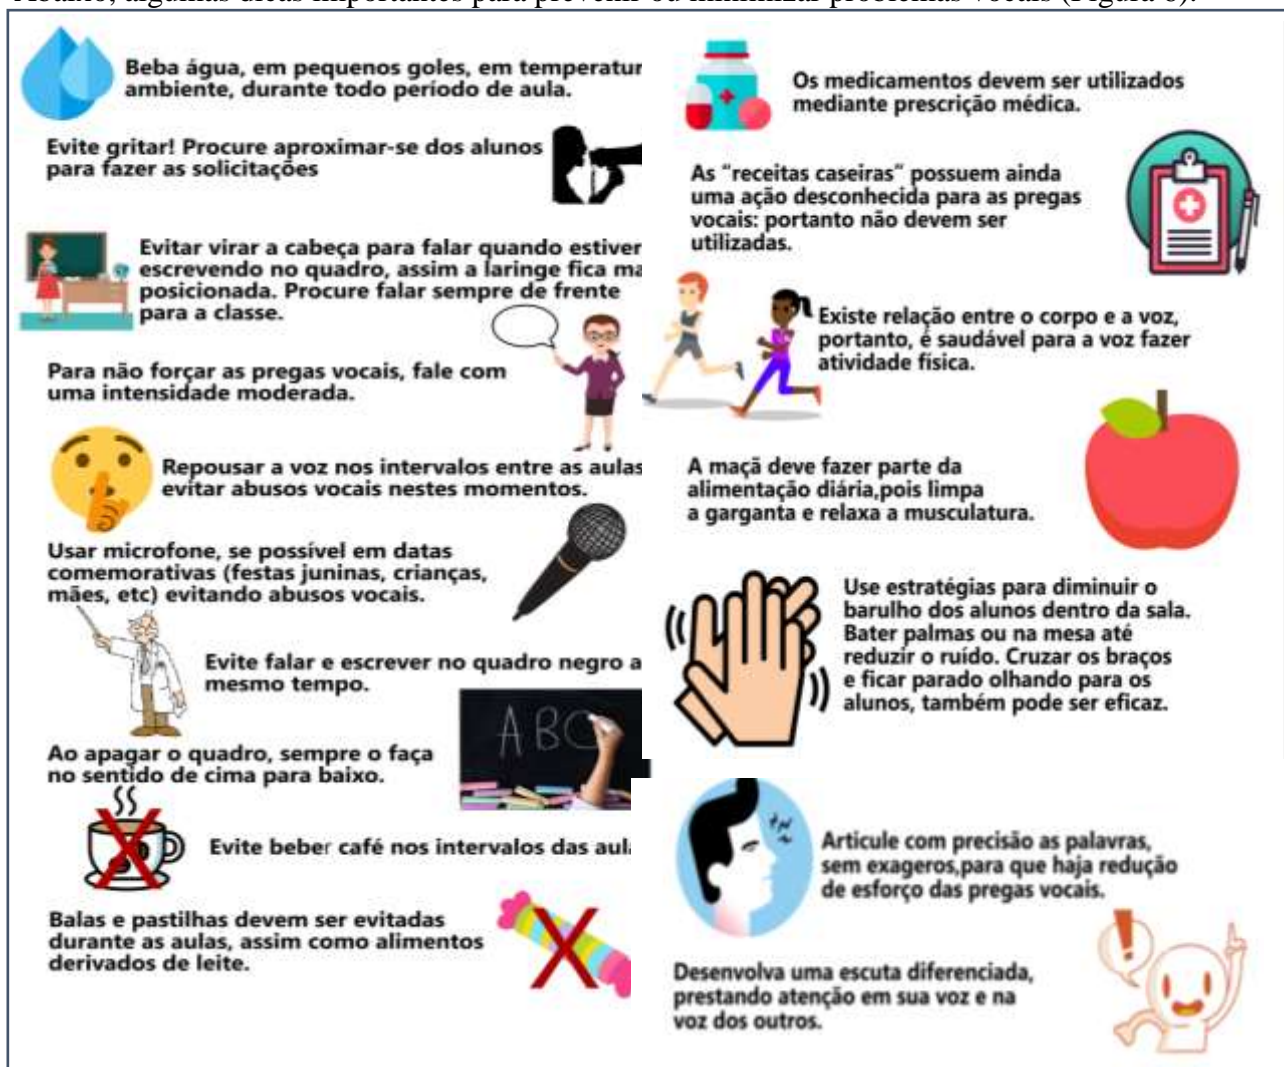 Abaixo, algumas dicas importantes para prevenir ou minimizar problemas vocais (Figura 8).
Beba água, em pequenos goles, em temperatur
ambiente, durante todo período de aula.
Evite gritar! Procure aproximar-se dos alunos
para fazer as solicitações
Evitar virar a cabeça para falar quando estiver
escrevendo no quadro, assim a laringe fica ma
posicionada. Procure falar sempre de frente
para a classe.
Para não forçar as pregas vocais, fale com
uma intensidade moderada.
Repousar a voz nos intervalos entre as aulas
evitar abusos vocais nestes momentos.
Usar microfone, se possível em datas
comemorativas (festas juninas, crianças,
mães, etc) evitando abusos vocais.
Evite falar e escrever no quadro negro a
mesmo tempo.
ABC
Ao apagar o quadro, sempre o faça
no sentido de cima para baixo.
Evite beber café nos intervalos das aula
Balas e pastilhas devem ser evitadas
durante as aulas, assim como alimentos
derivados de leite.
Os medicamentos devem ser utilizados
mediante prescrição médica.
As “receitas caseiras” possuem ainda
uma ação desconhecida para as pregas
vocais: portanto não devem ser
utilizadas.
Existe relação entre o corpo e a voz,
portanto, é saudável para a voz fazer
atividade física.
A maçã deve fazer parte da
alimentação diária,pois limpa
a garganta e relaxa a musculatura.
Use estratégias para diminuir o
barulho dos alunos dentro da sala.
Bater palmas ou na mesa até
reduzir o ruído. Cruzar os braços
e ficar parado olhando para os
alunos, também pode ser eficaz.
Articule com precisão as palavras,
sem exageros,para que haja redução
de esforço das pregas vocais.
Desenvolva uma escuta diferenciada,
prestando atenção em sua voz e na
voz dos outros.